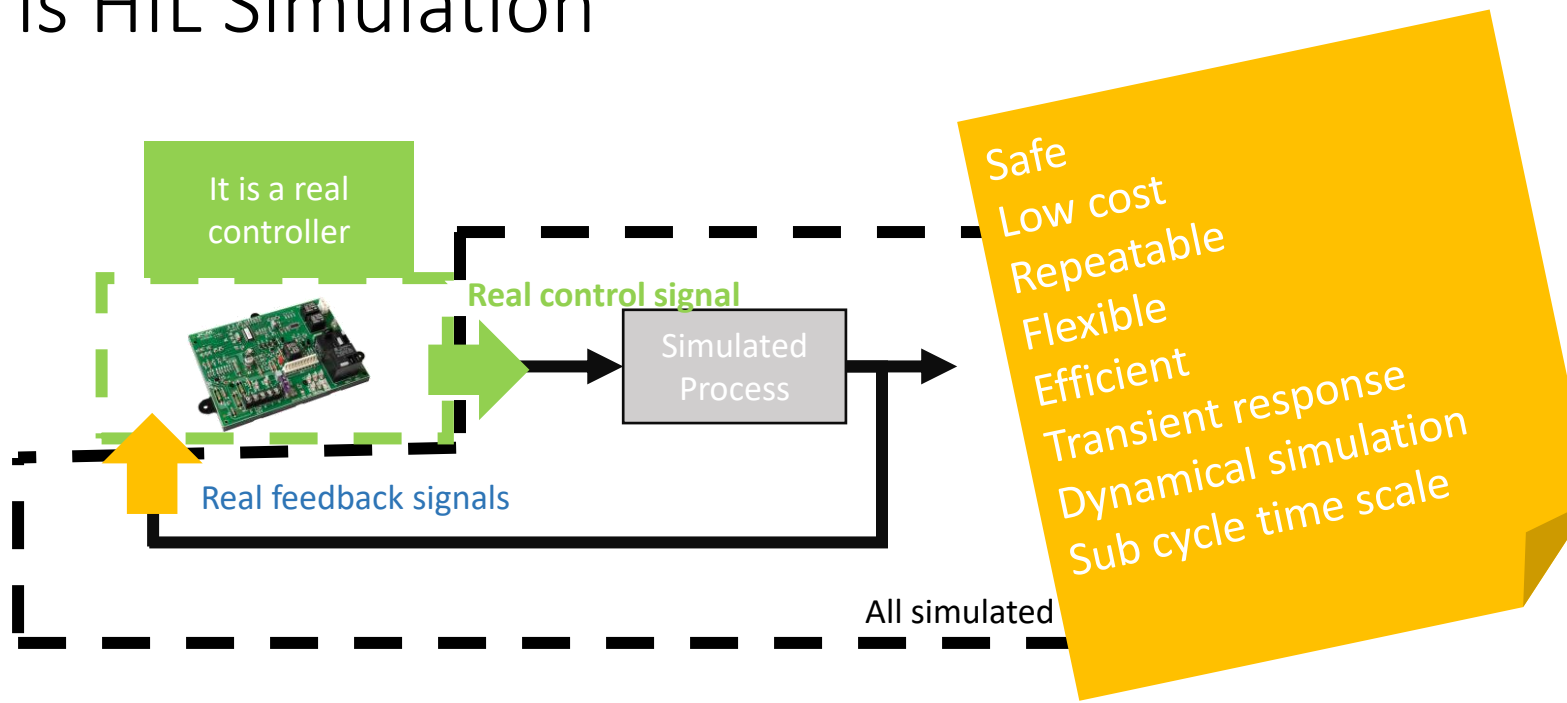 is HIL Simulation
It is a real
controller
Real control signal
Simulated
Process
Real feedback signals
All simulated
Safe
Low cost
Repeatable
Flexible
Efficient
Transient response
Dynamical simulation
Sub cycle time scale